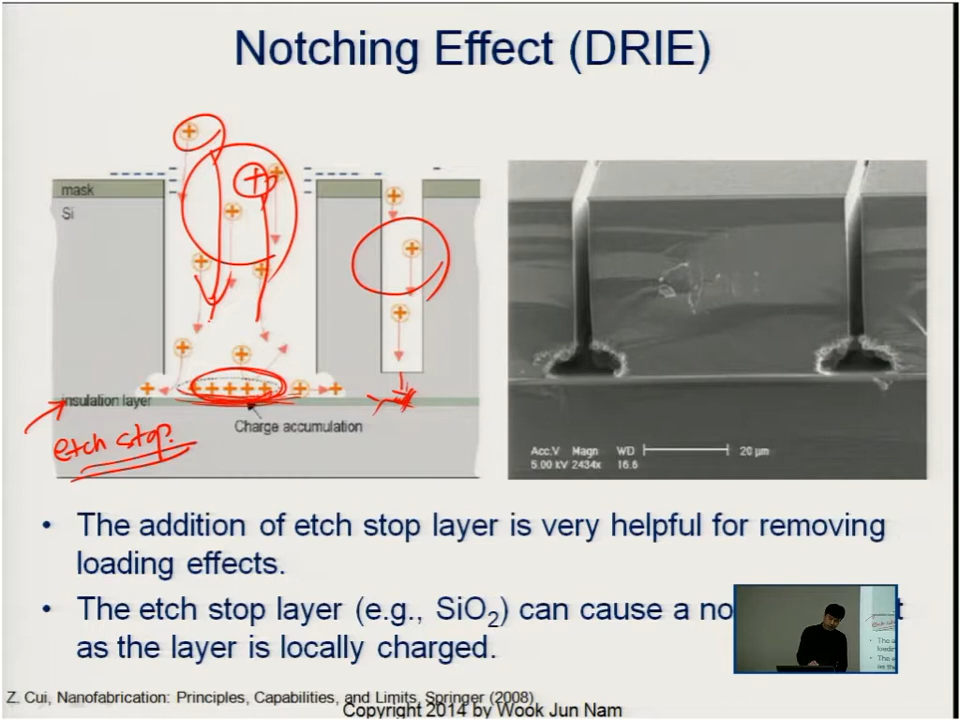 Notching Effect (DRIE)
mask
Si
insulation layer
etch stop.
Charge accumulation
Acc.V Magn WD 20 µm
5.00 kV 2434x 16.6
• The addition of etch stop layer is very helpful for removing
loading effects.
• The etch stop layer (e.g., SiO2) can cause a
as the layer is locally charged.
Z. Cui, Nanofabrication: Principles, Capabilities, and Limits, Springer (2008)
Copyright 2014 by Wook Jun Nam